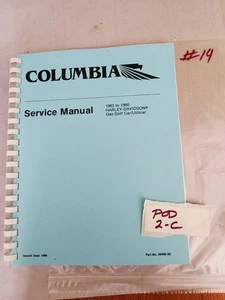 #14
COLUMBIA
Service Manual
1963 to 1980
HARLEY-DAVIDSON®
Gas Golf Car/Utilicar
POD
2-C
Issued: Sept. 1986
Part No.